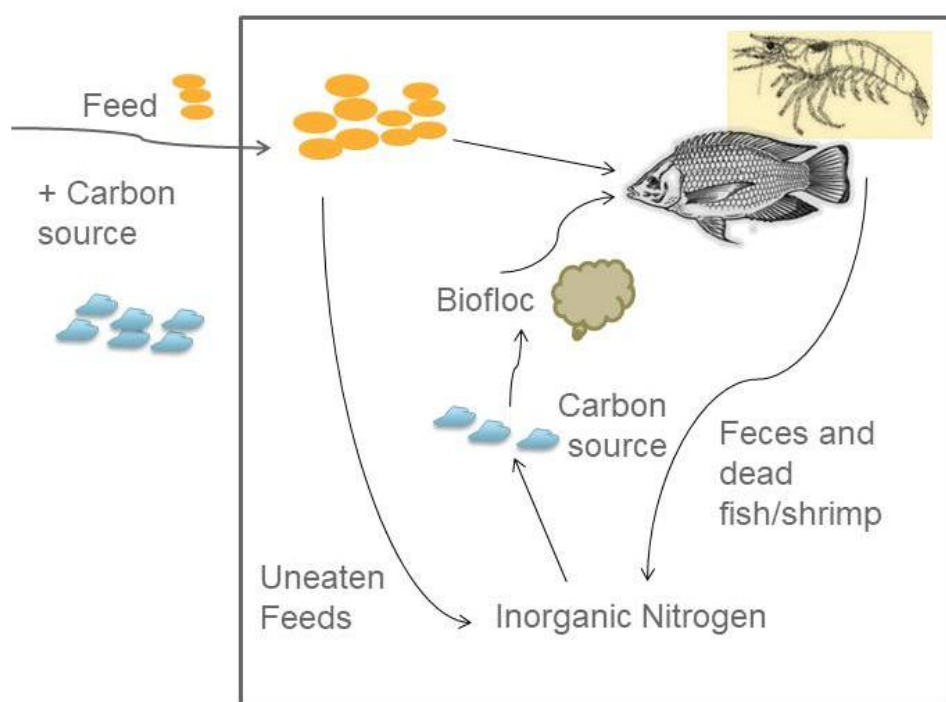 Feed
+ Carbon
source
Biofloc
Carbon
source
Feces and
dead
fish/shrimp
Uneaten
Feeds
Inorganic Nitrogen